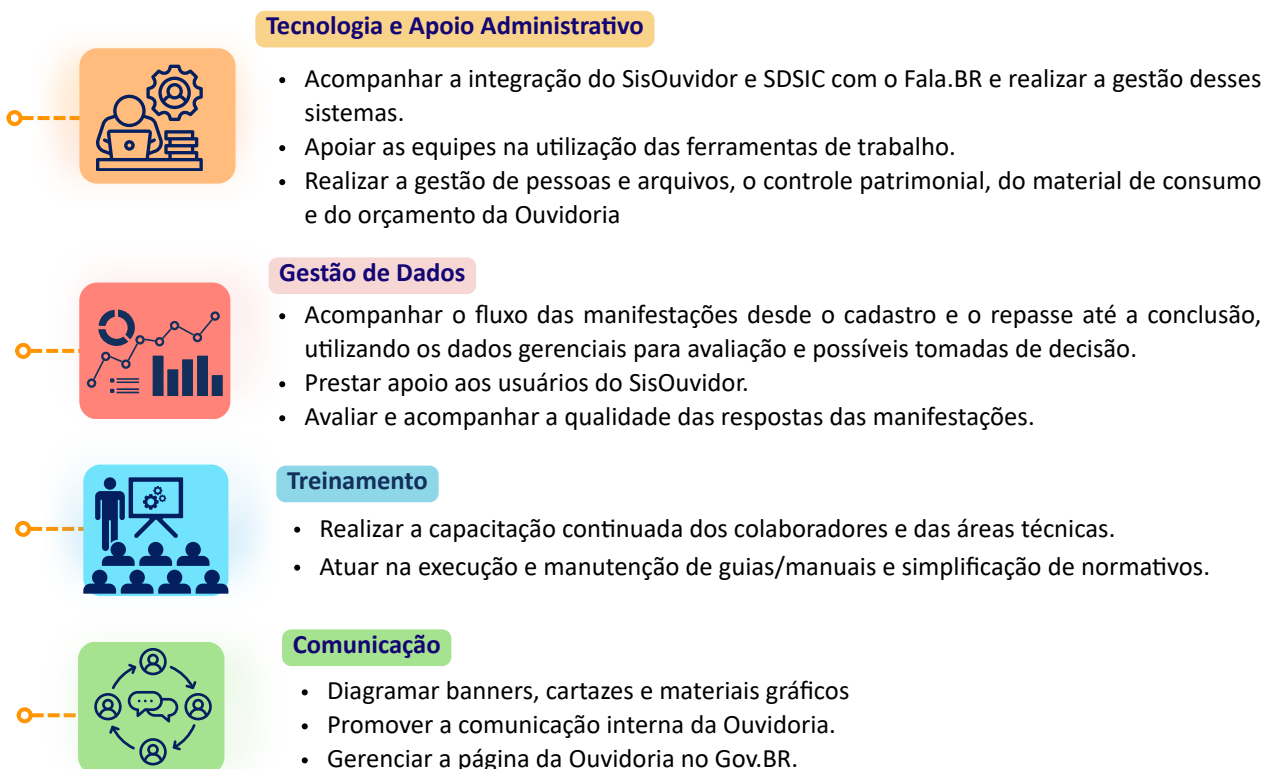 Tecnologia e Apoio Administrativo
• Acompanhar a integração do SisOuvidor e SDSIC com o Fala.BR e realizar a gestão desses
sistemas.
• Apoiar as equipes na utilização das ferramentas de trabalho.
• Realizar a gestão de pessoas e arquivos, o controle patrimonial, do material de consumo
e do orçamento da Ouvidoria
Gestão de Dados
• Acompanhar o fluxo das manifestações desde o cadastro e o repasse até a conclusão,
utilizando os dados gerenciais para avaliação e possíveis tomadas de decisão.
• Prestar apoio aos usuários do SisOuvidor.
• Avaliar e acompanhar a qualidade das respostas das manifestações.
Treinamento
• Realizar a capacitação continuada dos colaboradores e das áreas técnicas.
• Atuar na execução e manutenção de guias/manuais e simplificação de normativos.
Comunicação
• Diagramar banners, cartazes e materiais gráficos
• Promover a comunicação interna da Ouvidoria.
• Gerenciar a página da Ouvidoria no Gov.BR.